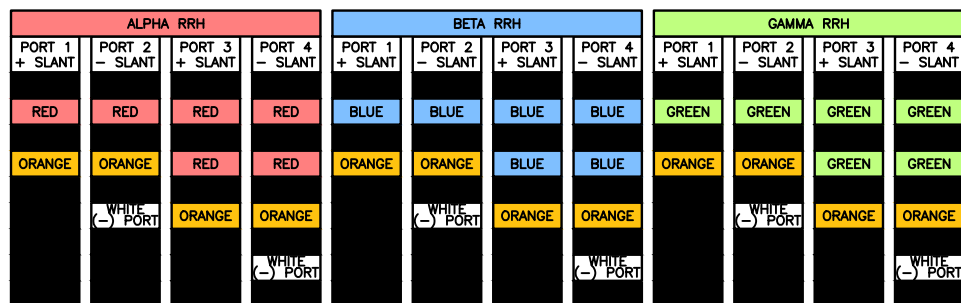 ALPHA RRH BETA RRH GAMMA RRH
PORT 1 PORT 2 PORT 3 PORT 4 PORT 1 PORT 2 PORT 3 PORT 4 PORT 1 PORT 2 PORT 3 PORT 4
+ SLANT - SLANT + SLANT - SLANT + SLANT - SLANT + SLANT - SLANT + SLANT - SLANT + SLANT - SLANT
RED RED RED RED BLUE BLUE BLUE BLUE GREEN GREEN GREEN GREEN
ORANGE ORANGE RED RED ORANGE ORANGE BLUE BLUE ORANGE ORANGE GREEN GREEN
WHITE ORANGE ORANGE WHITE ORANGE ORANGE WHITE ORANGE ORANGE
(-) PORT (-) PORT (-) PORT
WHITE WHITE WHITE
(-) PORT (-) PORT (-) PORT